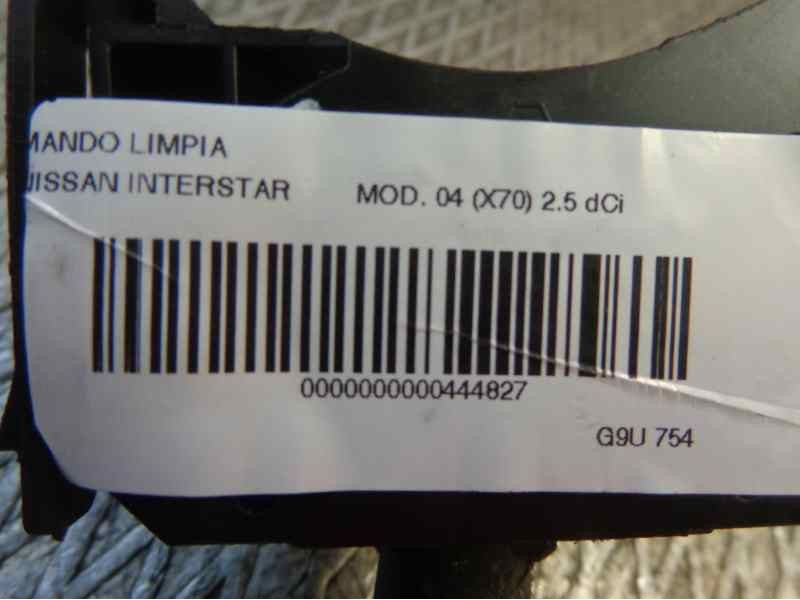 MANDO LIMPIA
NISSAN INTERSTAR MOD. 04 (X70) 2.5 dCi
0000000000444827
G9U 754